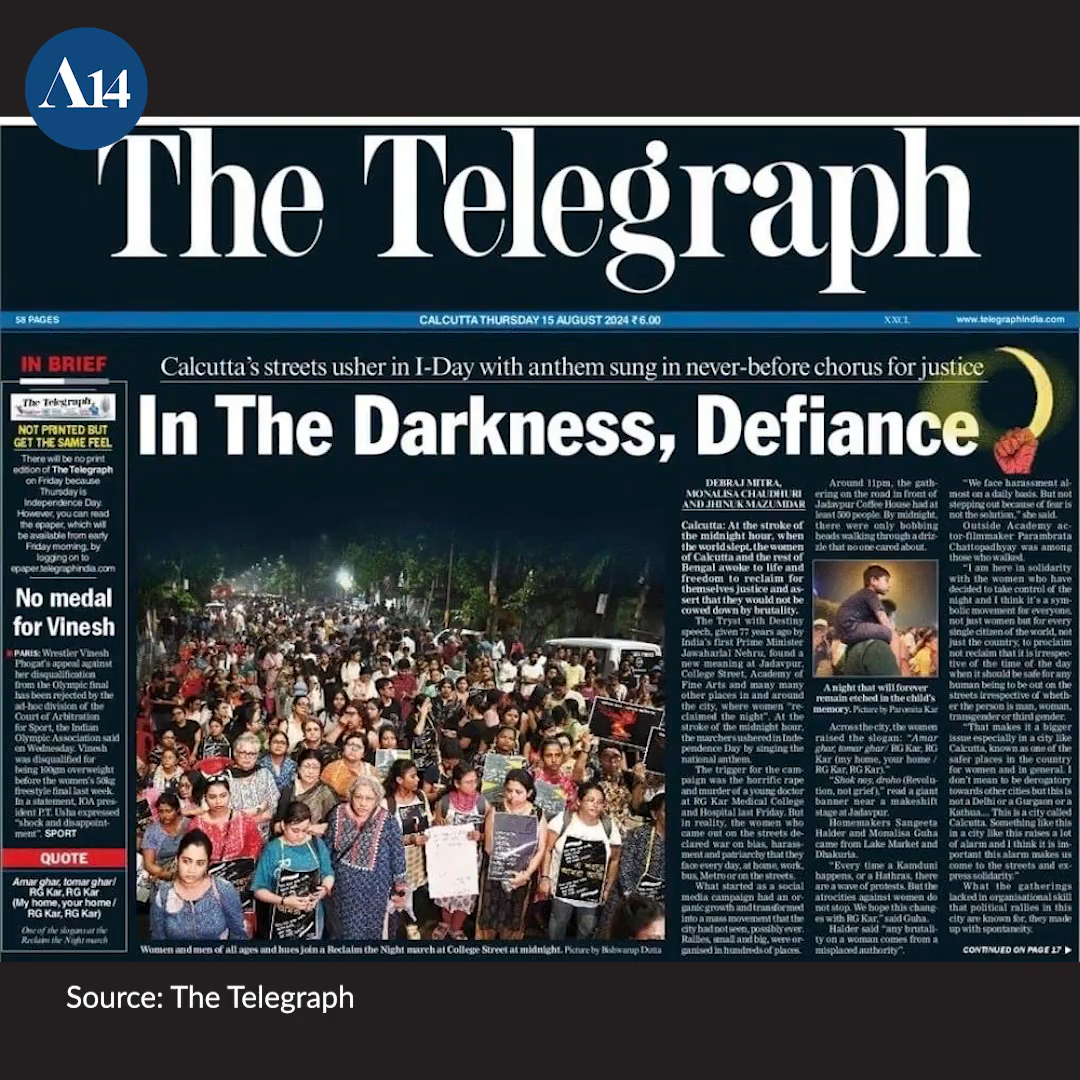 A14
The Telegraph
58 PAGES
CALCUTTA THURSDAY 15 AUGUST 2024 ₹ 6.00
XXCL
www.telegraphindia.com
Calcutta's streets usher in I-Day with anthem sung in never-before chorus for justice
In The Darkness, Defiance
IN BRIEF
The Telegraph
NOT PRINTED BUT
GET THE SAME FEEL
There will be no print
edition of The Telegraph
on Friday because
Thursday is
Independence Day.
However, you can read
the epaper, which will
be available from early
Friday morning, by
logging on to
epaper.telegraphindia.com
No medal
for Vinesh
PARIS: Wrestler Vinesh
Phogat's appeal against
her disqualification
from the Olympic final
has been rejected by the
ad-hoc division of the
Court of Arbitration
for Sport, the Indian
Olympic Association said
on Wednesday. Vinesh
was disqualified for
being 100gm overweight
before the women's 50kg
freestyle final last week.
In a statement, IOA pres-
ident P.T. Usha expressed
"shock and disappoint-
ment". SPORT
QUOTE
Amar ghar, tomar ghar/
RG Kar, RG Kar
(My home, your home /
RG Kar, RG Kar)
One of the slogans at the
Reclaim the Night march
Women and men of all ages and hues join a Reclaim the Night march at College Street at midnight. Picture by Bishwarup Dutta
DEBRAJ MITRA,
MONALISA CHAUDHURI
AND JHINUK MAZUMDAR
Calcutta: At the stroke of
the midnight hour, when
the world slept, the women
of Calcutta and the rest of
Bengal awoke to life and
freedom to reclaim for
themselves justice and as-
sert that they would not be
cowed down by brutality.
The Tryst with Destiny
speech, given 77 years ago by
India's first Prime Minister
Jawaharlal Nehru, found a
new meaning at Jadavpur,
College Street, Academy of
Fine Arts and many many
other places in and around
the city, where women "re-
claimed the night". At the
stroke of the midnight hour,
the marchers ushered in Inde-
pendence Day by singing the
national anthem.
The trigger for the cam-
paign was the horrific rape
and murder of a young doctor
at RG Kar Medical College
and Hospital last Friday. But
in reality, the women who
came out on the streets de-
clared war on bias, harass-
ment and patriarchy that they
face every day, at home, work,
bus, Metro or on the streets.
What started as a social
media campaign had an or-
ganic growth and transformed
into a mass movement that the
city had not seen, possibly ever.
Rallies, small and big, were or-
ganised in hundreds of places.
Around 11pm, the gath-
ering on the road in front of
Jadavpur Coffee House had at
least 500 people. By midnight,
there were only bobbing
heads walking through a driz-
zle that no one cared about.
A night that will forever
remain etched in the child's
memory. Picture by Paromita Kar
Across the city, the women
raised the slogan: "Amar
ghar, tomar ghar/ RG Kar, RG
Kar (my home, your home /
RG Kar, RG Kar)."
"Shok noy, droho (Revolu-
tion, not grief)," read a giant
banner near a makeshift
stage at Jadavpur.
Homemakers Sangeeta
Halder and Monalisa Guha
came from Lake Market and
Dhakuria.
"Every time a Kamduni
happens, or a Hathras, there
are a wave of protests. But the
atrocities against women do
not stop. We hope this chang-
es with RG Kar," said Guha.
Halder said "any brutali-
ty on a woman comes from a
misplaced authority".
"We face harassment al-
most on a daily basis. But not
stepping out because of fear is
not the solution," she said.
Outside Academy ac-
tor-filmmaker Parambrata
Chattopadhyay was among
those who walked.
"I am here in solidarity
with the women who have
decided to take control of the
night and I think it's a sym-
bolic movement for everyone,
not just women but for every
single citizen of the world, not
just the country, to proclaim
not reclaim that it is irrespec-
tive of the time of the day
when it should be safe for any
human being to be out on the
streets irrespective of wheth-
er the person is man, woman,
transgender or third gender.
"That makes it a bigger
issue especially in a city like
Calcutta, known as one of the
safer places in the country
for women and in general. I
don't mean to be derogatory
towards other cities but this is
not a Delhi or a Gurgaon or a
Kathua... This is a city called
Calcutta. Something like this
in a city like this raises a lot
of alarm and I think it is im-
portant this alarm makes us
come to the streets and ex-
press solidarity."
What the gatherings
lacked in organisational skill
that political rallies in this
city are known for, they made
up with spontaneity.
CONTINUED ON PAGE 17
Source: The Telegraph